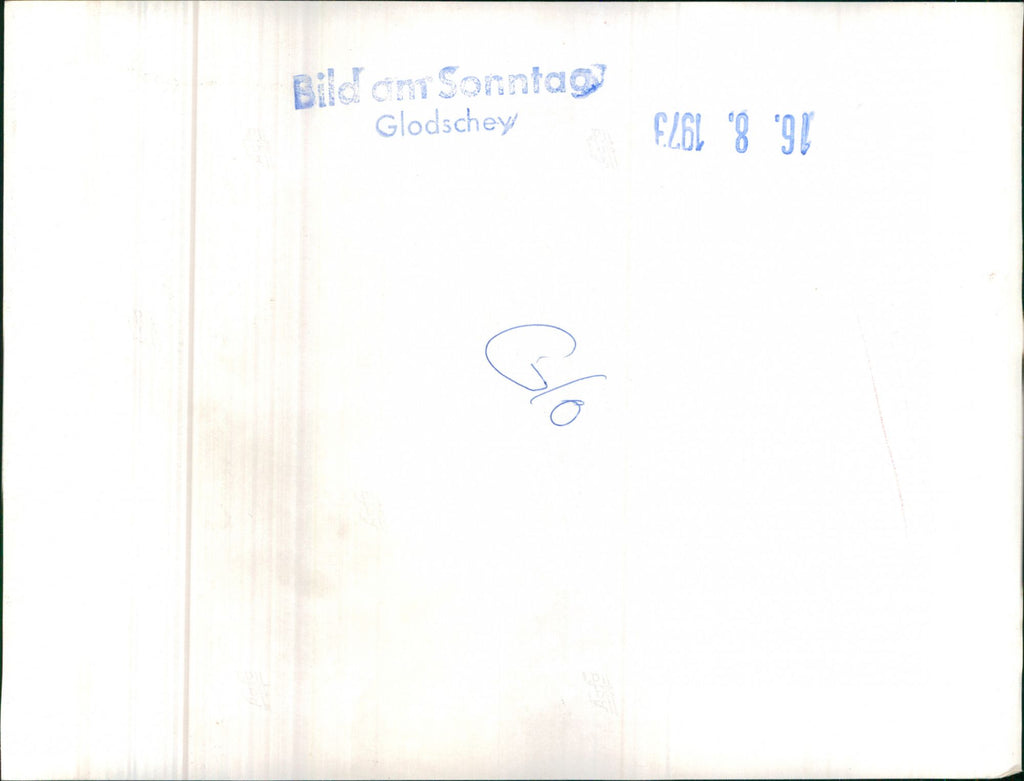 Bild am Sonntag
Glodschey
16. 8. 1973